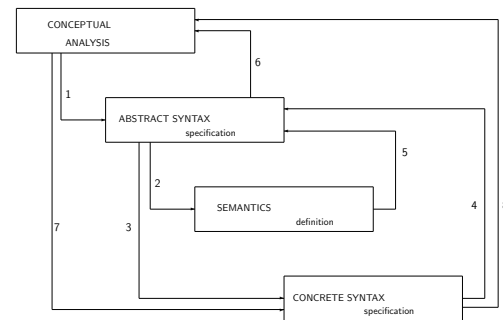 CONCEPTUAL
ANALYSIS
6
1
ABSTRACT SYNTAX
specification
5
2
SEMANTICS
4
definition
7
3
CONCRETE SYNTAX
specification